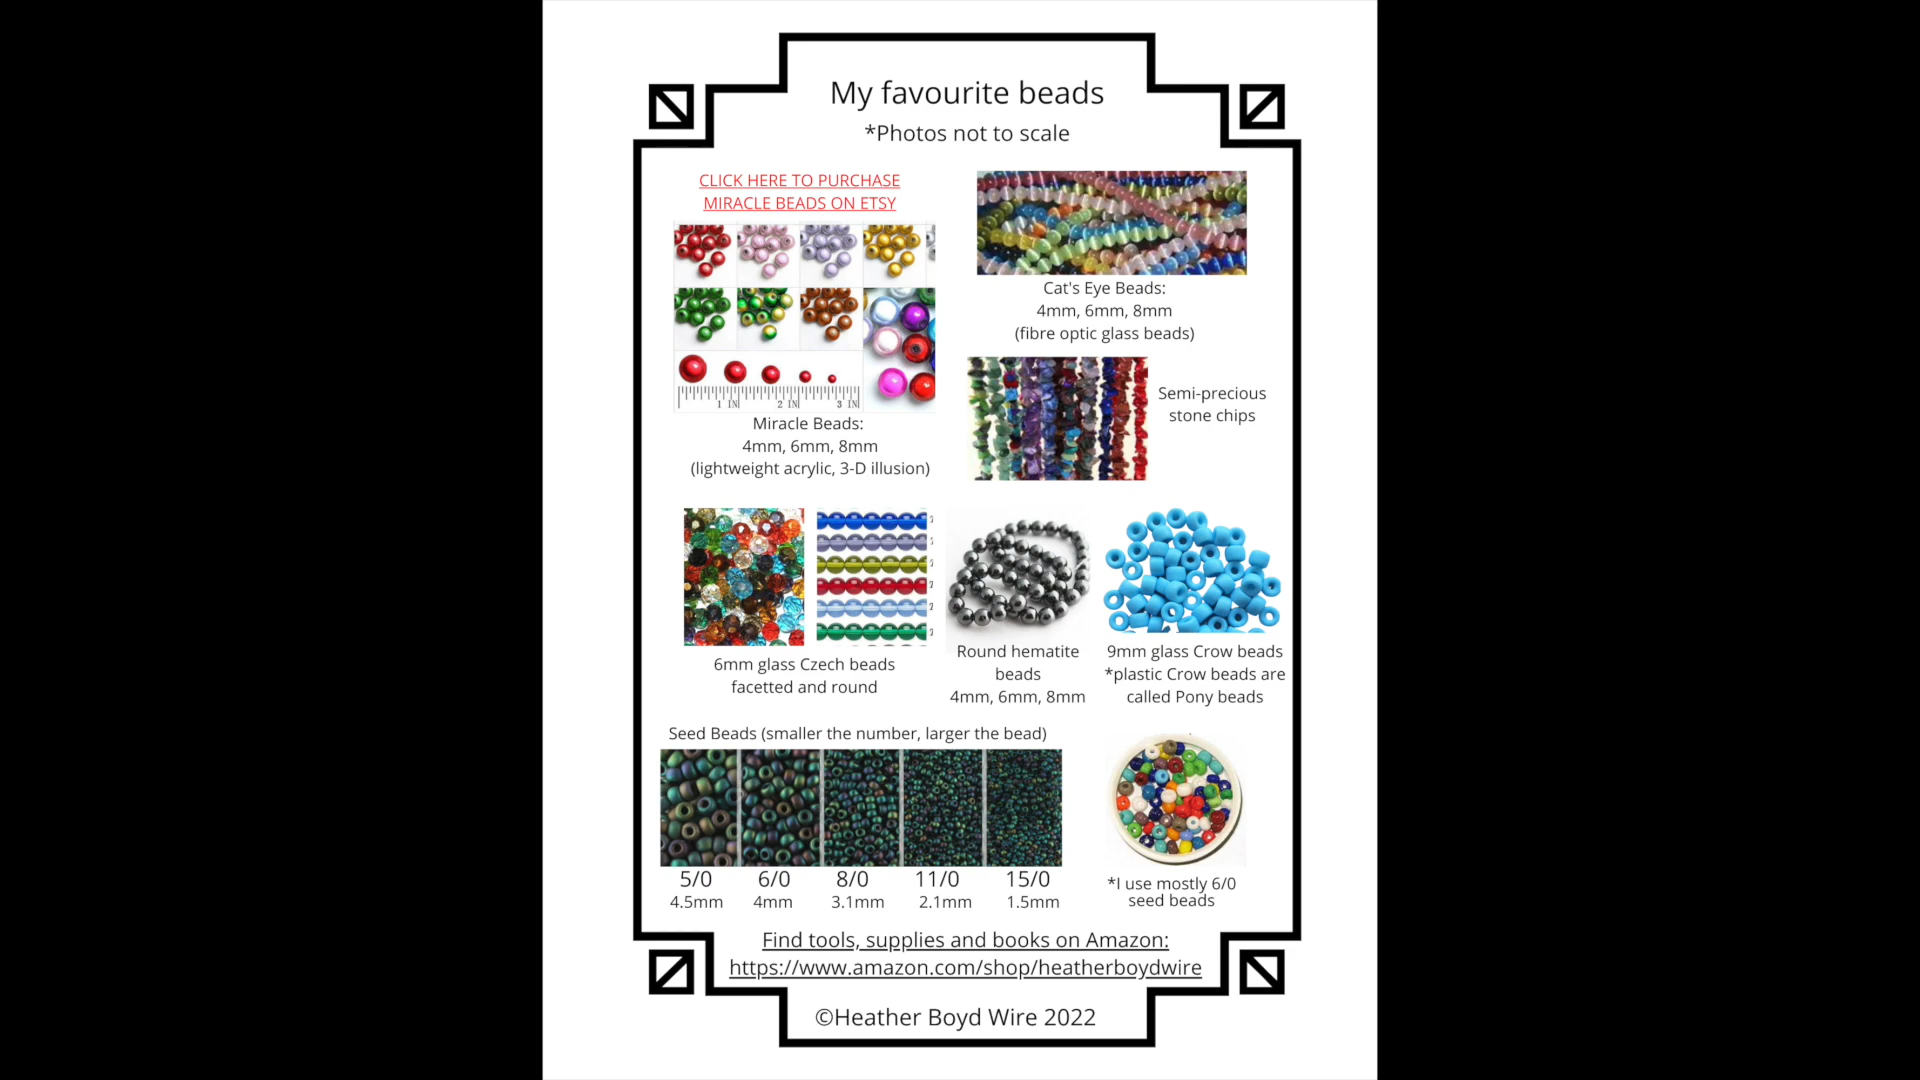 My favourite beads
*Photos not to scale
CLICK HERE TO PURCHASE
MIRACLE BEADS ON ETSY
1 IN 2 IN 3 IN
Miracle Beads:
4mm, 6mm, 8mm
(lightweight acrylic, 3-D illusion)
Cat's Eye Beads:
4mm, 6mm, 8mm
(fibre optic glass beads)
Semi-precious
stone chips
6mm glass Czech beads
facetted and round
Round hematite
beads
4mm, 6mm, 8mm
9mm glass Crow beads
*plastic Crow beads are
called Pony beads
Seed Beads (smaller the number, larger the bead)
5/0 6/0 8/0 11/0 15/0
4.5mm 4mm 3.1mm 2.1mm 1.5mm
*I use mostly 6/0
seed beads
Find tools, supplies and books on Amazon:
https://www.amazon.com/shop/heatherboydwire
©Heather Boyd Wire 2022